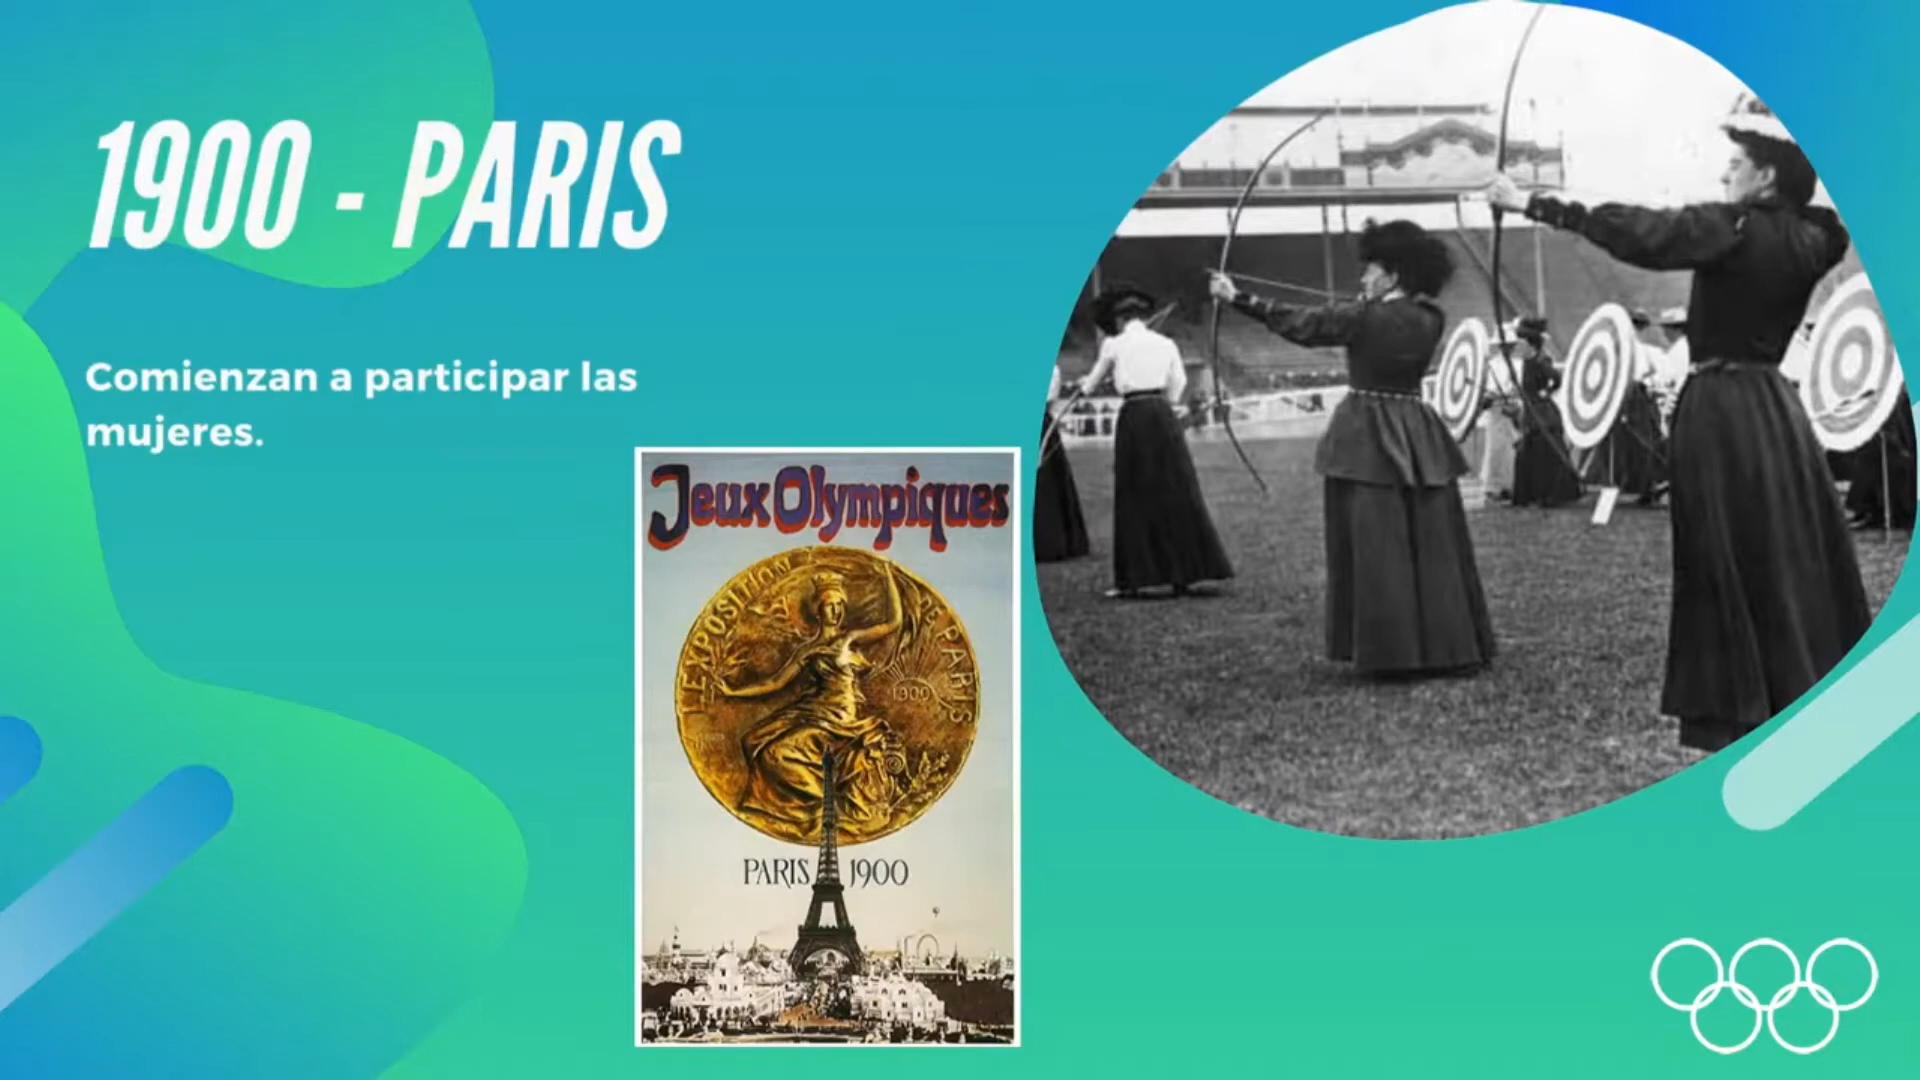 1900 - PARIS
Comienzan a participar las
mujeres.
Jeux Olympiques
L'EXPOSITION DE PARIS
1900
PARIS 1900